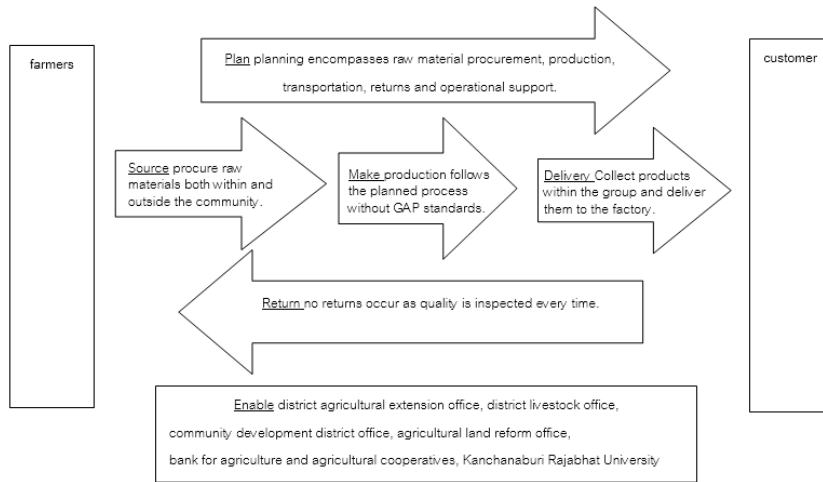 farmers
Plan planning encompasses raw material procurement, production,
transportation, returns and operational support.
customer
Source procure raw
materials both within and
outside the community.
Make production follows
the planned process
without GAP standards.
Delivery Collect products
within the group and deliver
them to the factory.
Return no returns occur as quality is inspected every time.
Enable district agricultural extension office, district livestock office,
community development district office, agricultural land reform office,
bank for agriculture and agricultural cooperatives, Kanchanaburi Rajabhat University